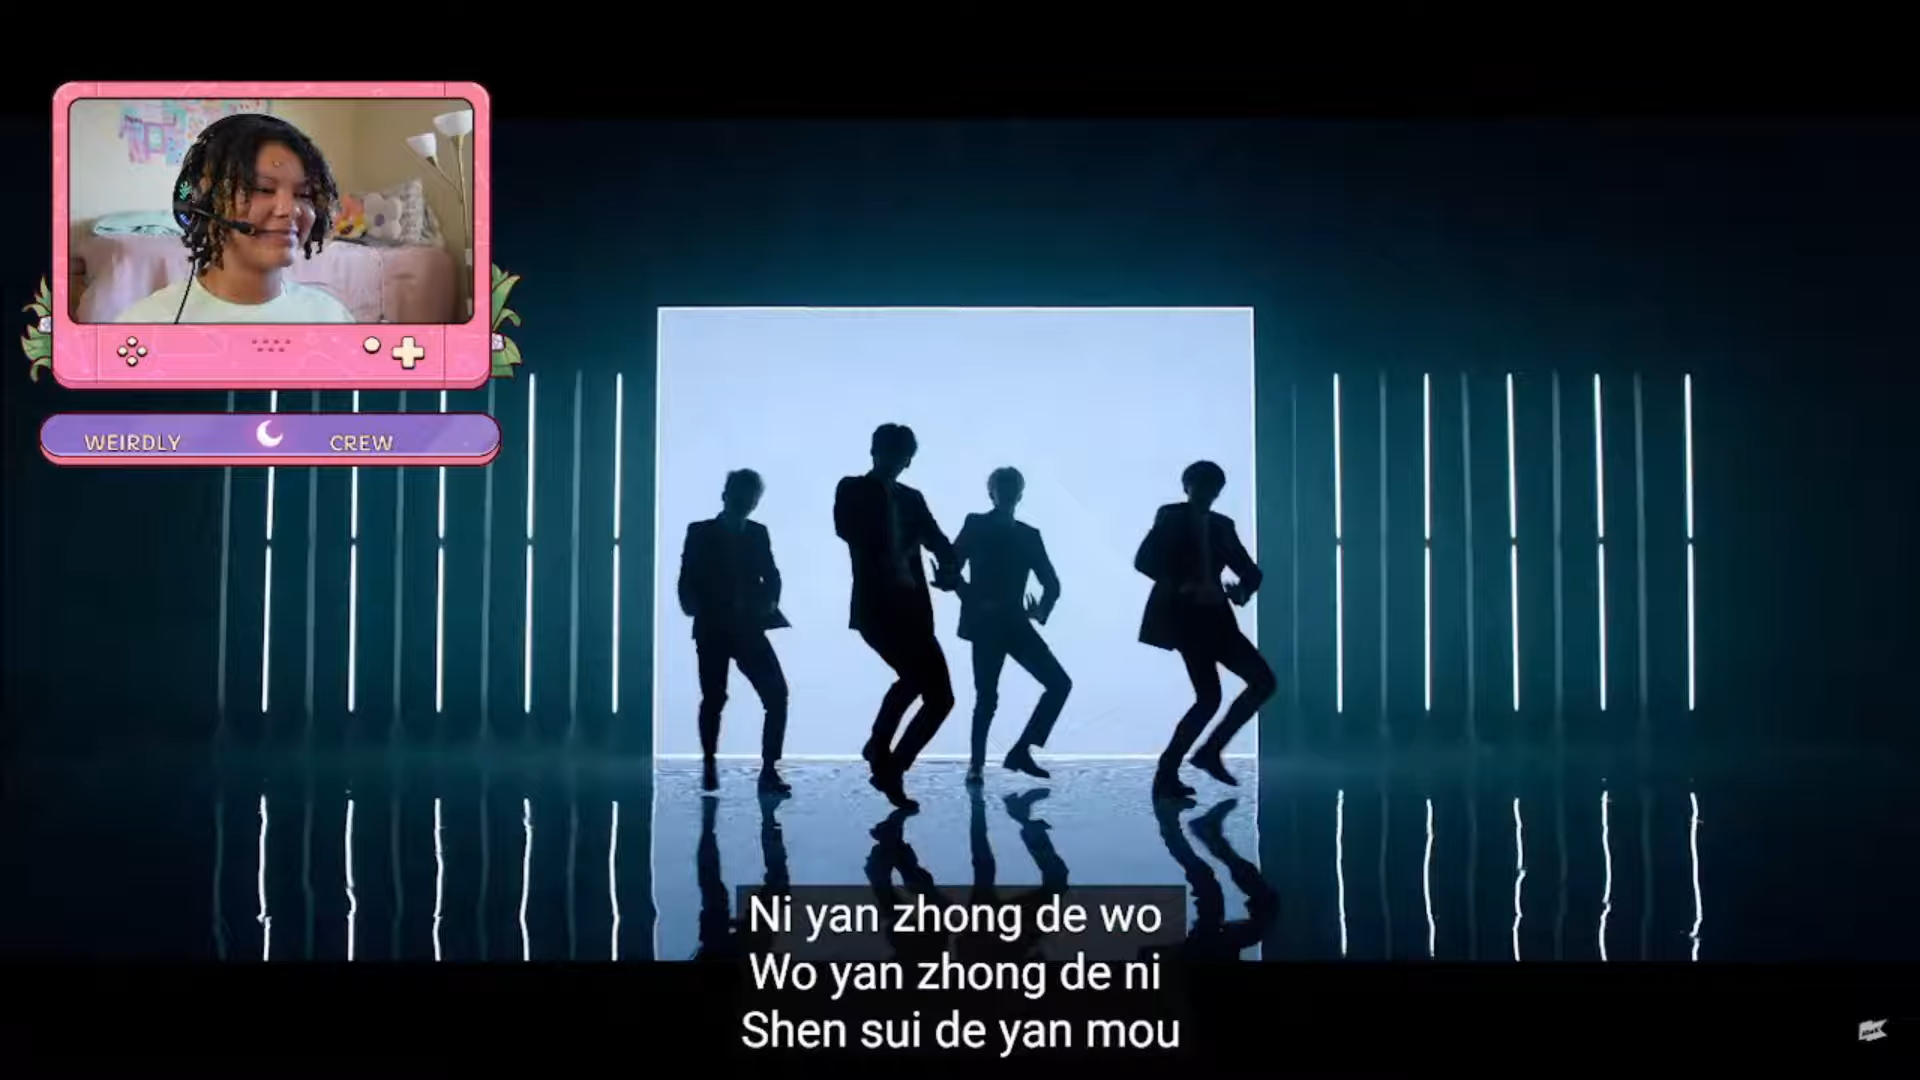 WEIRDLY CREW
Ni yan zhong de wo
Wo yan zhong de ni
Shen sui de yan mou